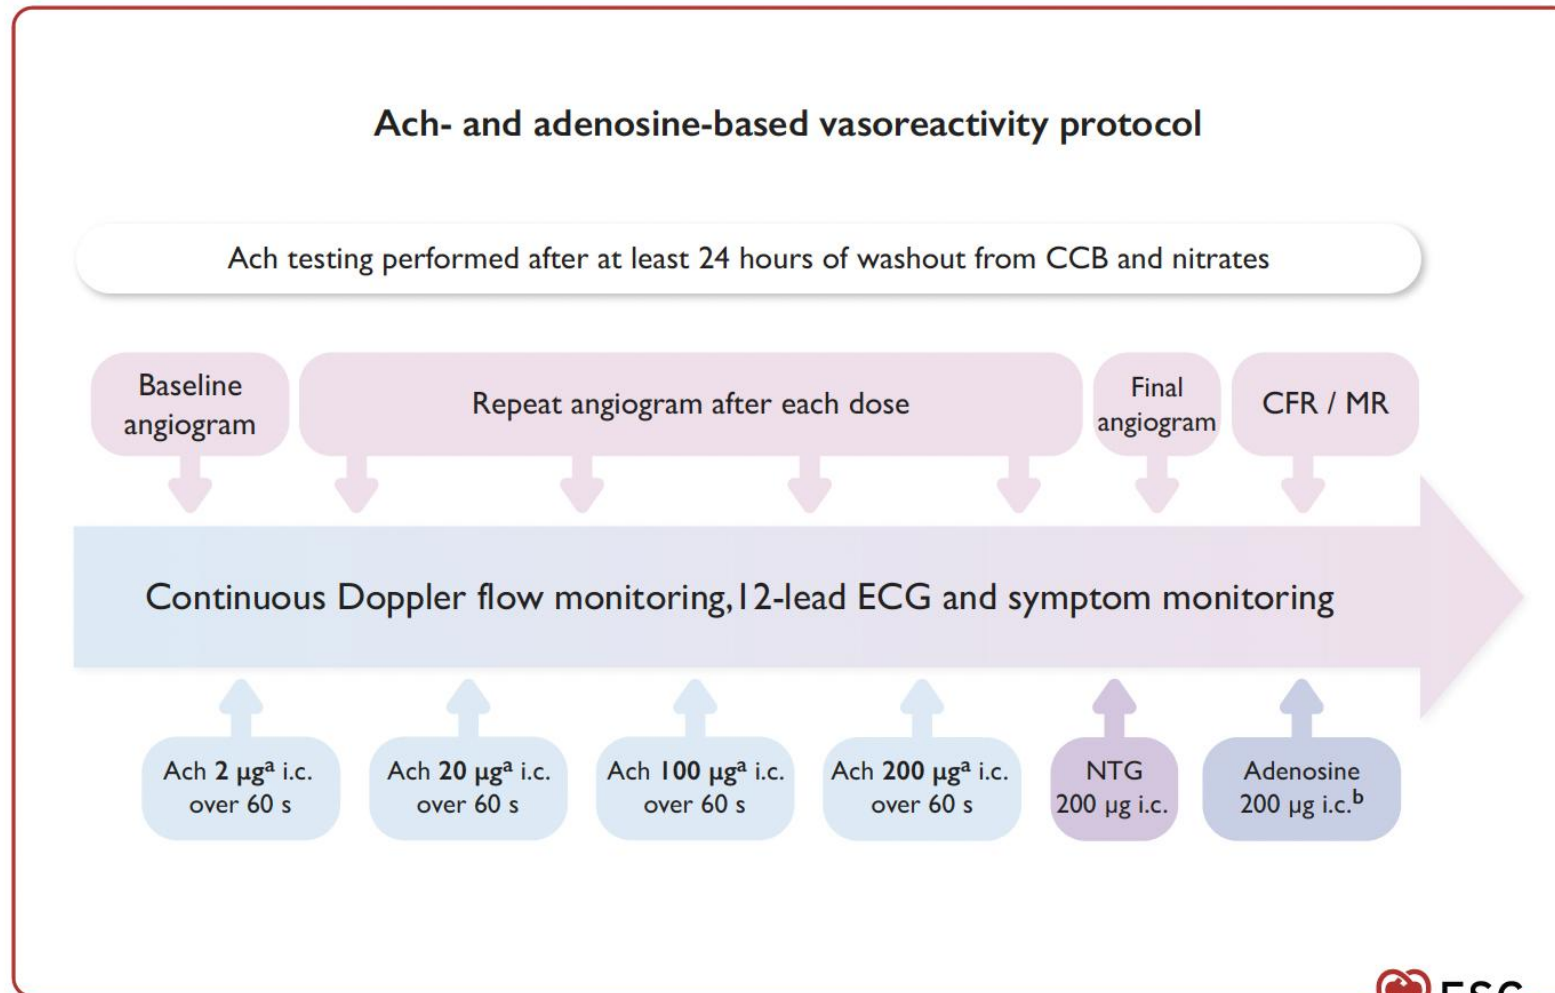 Ach- and adenosine-based vasoreactivity protocol
Ach testing performed after at least 24 hours of washout from CCB and nitrates
Baseline
angiogram
Repeat angiogram after each dose
Final
angiogram
CFR / MR
Continuous Doppler flow monitoring,12-lead ECG and symptom monitoring
Ach 2 µgᵃ i.c.
over 60 s
Ach 20 µgᵃ i.c.
over 60 s
Ach 100 µgᵃ i.c.
over 60 s
Ach 200 µgᵃ i.c.
over 60 s
NTG
200 µg i.c.
Adenosine
200 µg i.c.ᵇ
ESC